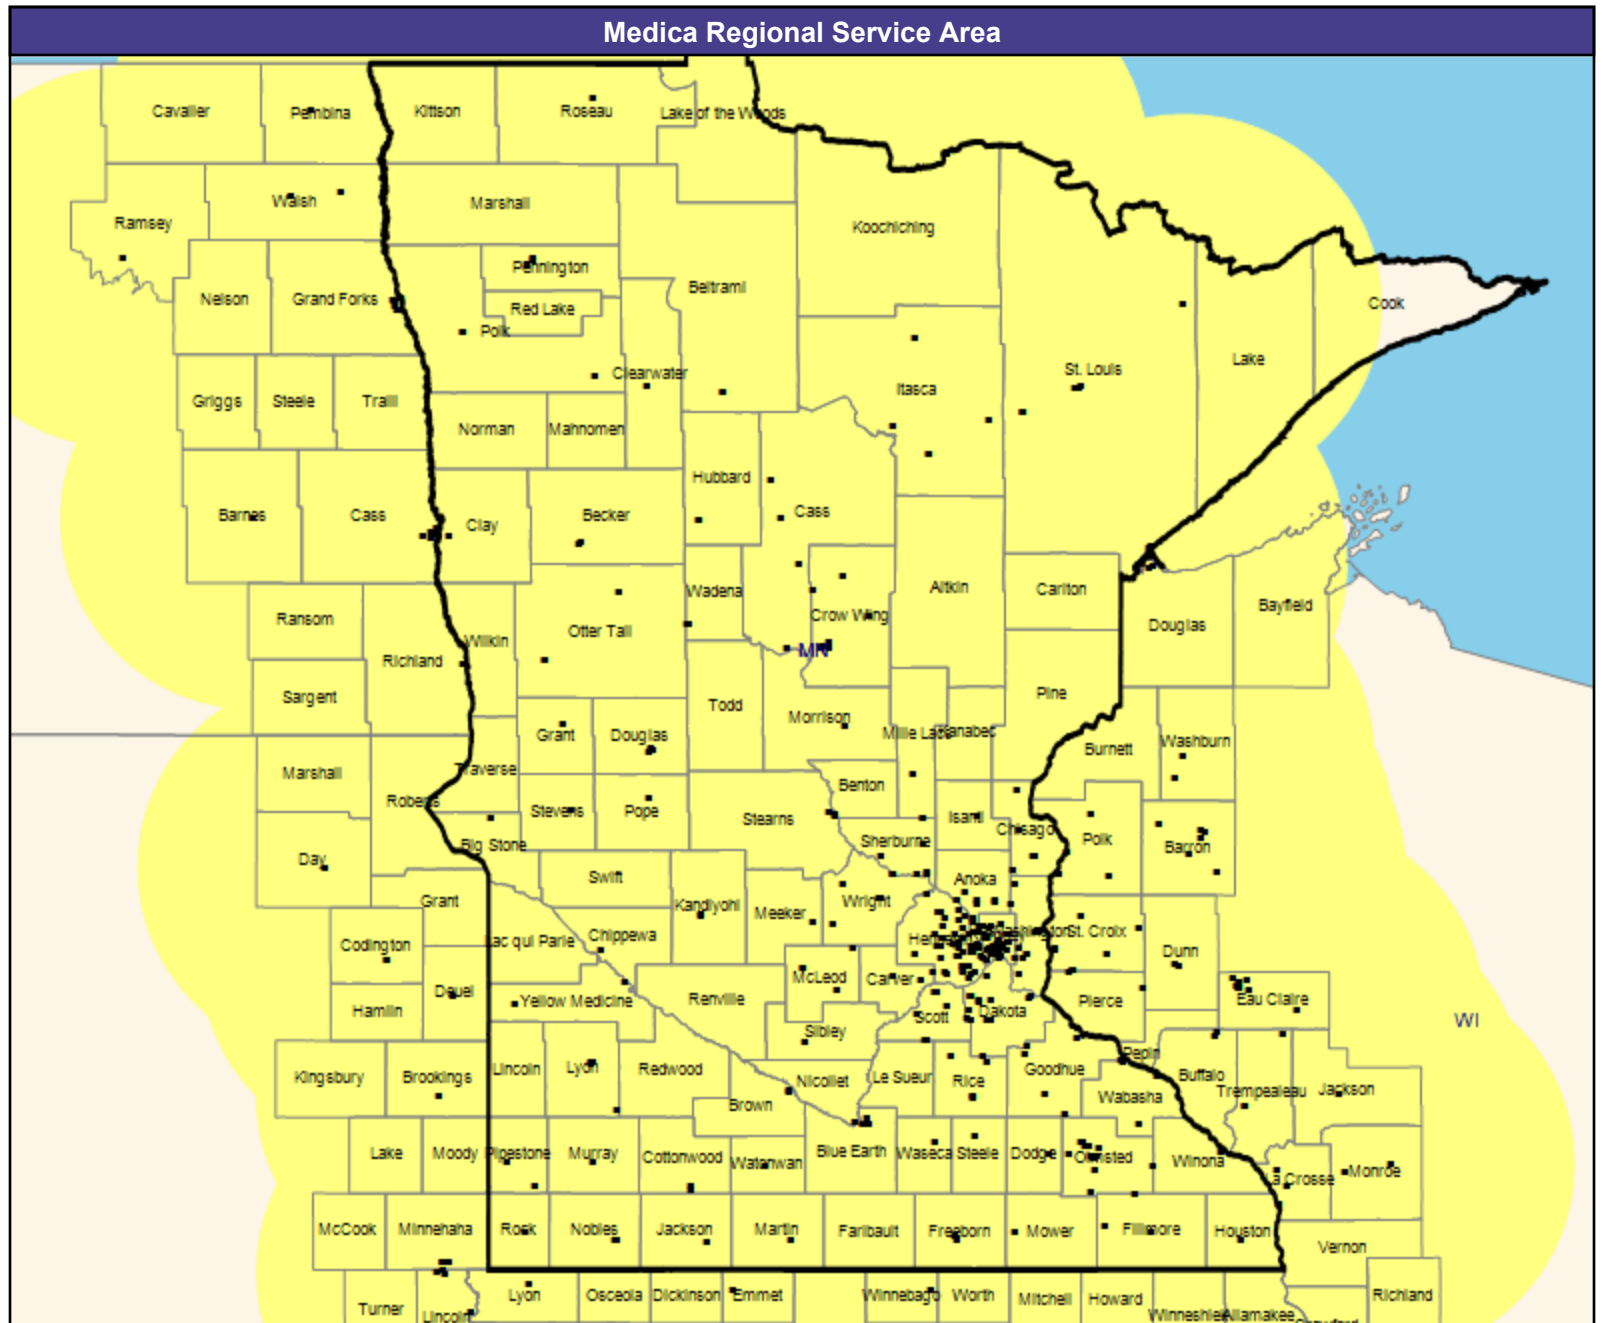 Medica Regional Service Area
Cavalier
Pembina
Kittson
Roseau
Lake of the Woods
Walsh
Marshall
Ramsey
Koochiching
Pennington
Nelson
Grand Forks
Beltrami
Red Lake
Cook
Polk
Lake
St. Louis
Clearwater
Itasca
Griggs
Steele
Traill
Norman
Mahnomen
Hubbard
Barnes
Cass
Clay
Becker
Cass
Wadena
Aitkin
Carlton
Bayfield
Ransom
Crow Wing
Douglas
Otter Tail
Wilkin
MN
Richland
Sargent
Pine
Todd
Morrison
Grant
Douglas
Mille Lacs
Kanabec
Washburn
Burnett
Marshall
Traverse
Benton
Roberts
Stevens
Pope
Stearns
Isanti
Chisago
Polk
Big Stone
Sherburne
Barron
Day
Swift
Anoka
Grant
Kandiyohi
Meeker
Wright
Codington
Lac qui Parle
Chippewa
Washington
St. Croix
Dunn
McLeod
Carver
Deuel
Yellow Medicine
Renville
Pierce
Eau Claire
Hamlin
Scott
Dakota
WI
Sibley
Pepin
Kingsbury
Brookings
Lincoln
Lyon
Redwood
Nicollet
Le Sueur
Rice
Goodhue
Buffalo
Trempealeau
Jackson
Brown
Wabasha
Lake
Moody
Pipestone
Murray
Cottonwood
Watonwan
Blue Earth
Waseca
Steele
Dodge
Olmsted
Winona
La Crosse
Monroe
McCook
Minnehaha
Rock
Nobles
Jackson
Martin
Faribault
Freeborn
Mower
Fillmore
Houston
Vernon
Turner
Lincoln
Lyon
Osceola
Dickinson
Emmet
Winnebago
Worth
Mitchell
Howard
Winneshiek
Allamakee
Richland